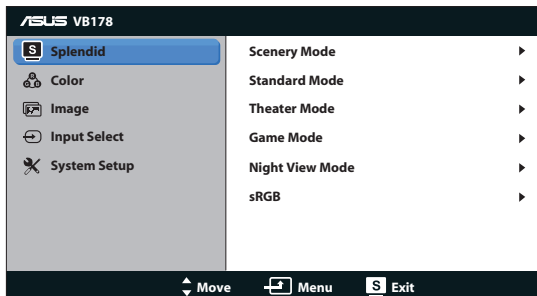 ASUS VB178
S Splendid
Color
Image
Input Select
System Setup
Scenery Mode
Standard Mode
Theater Mode
Game Mode
Night View Mode
sRGB
Move Menu S Exit